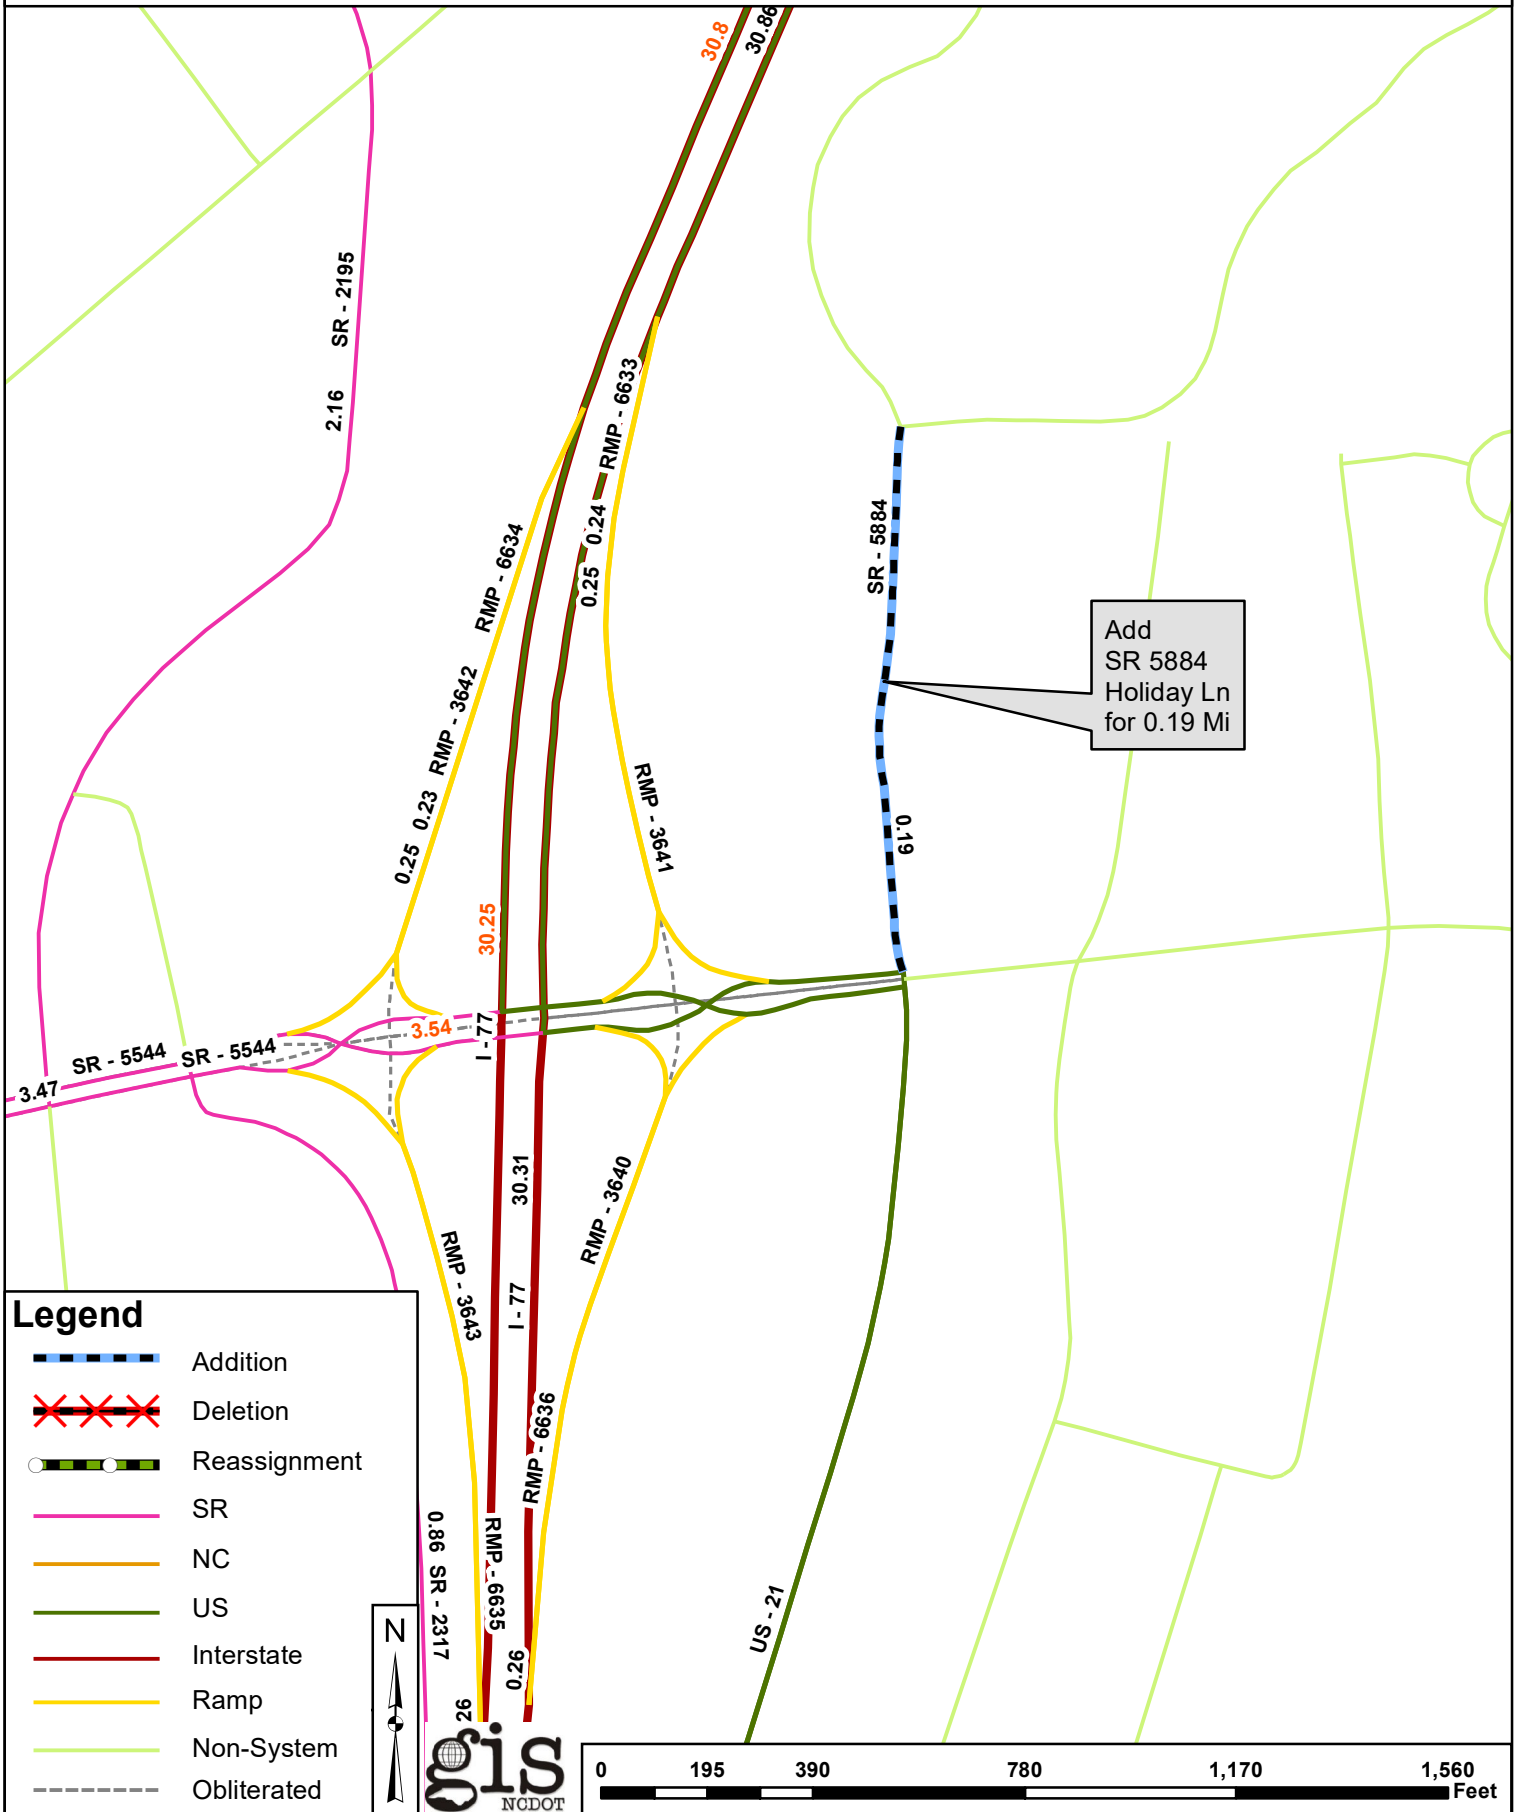 30.8
30.86
SR - 2195
2.16
RMP - 6633
0.24
0.25
RMP - 6634
RMP - 3642
0.23
0.25
SR - 5884
Add
SR 5884
Holiday Ln
for 0.19 Mi
RMP - 3641
0.19
30.25
3.54
I - 77
SR - 5544
SR - 5544
3.47
30.31
RMP - 3640
RMP - 3643
I - 77
RMP - 6636
RMP - 6635
0.86 SR - 2317
0.26
26
US - 21
Legend
Addition
Deletion
Reassignment
SR
NC
US
Interstate
Ramp
Non-System
Obliterated
N
gis
NCDOT
0 195 390 780 1,170 1,560
Feet